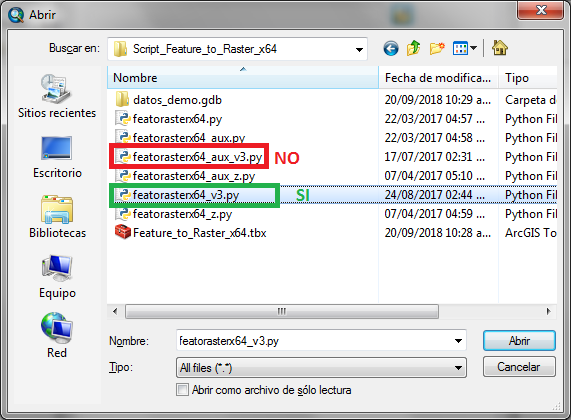 Abrir
Buscar en: Script_Feature_to_Raster_x64
Nombre Fecha de modifica... Tipo
datos_demo.gdb 20/09/2018 10:29 a... Carpeta de
featorasterx64.py 22/03/2017 04:58 ... Python Fil
featorasterx64_aux.py 22/03/2017 04:58 ... Python Fil
featorasterx64_aux_v3.py NO 17/07/2017 02:31 ... Python Fil
featorasterx64_aux_z.py 07/04/2017 05:10 ... Python Fil
featorasterx64_v3.py SI 24/08/2017 02:44 ... Python Fil
featorasterx64_z.py 07/04/2017 04:59 ... Python Fil
Feature_to_Raster_x64.tbx 20/09/2018 10:28 a... ArcGIS To
Sitios recientes
Escritorio
Bibliotecas
Equipo
Red
Nombre: featorasterx64_v3.py Abrir
Tipo: All files (*.*) Cancelar
Abrir como archivo de sólo lectura